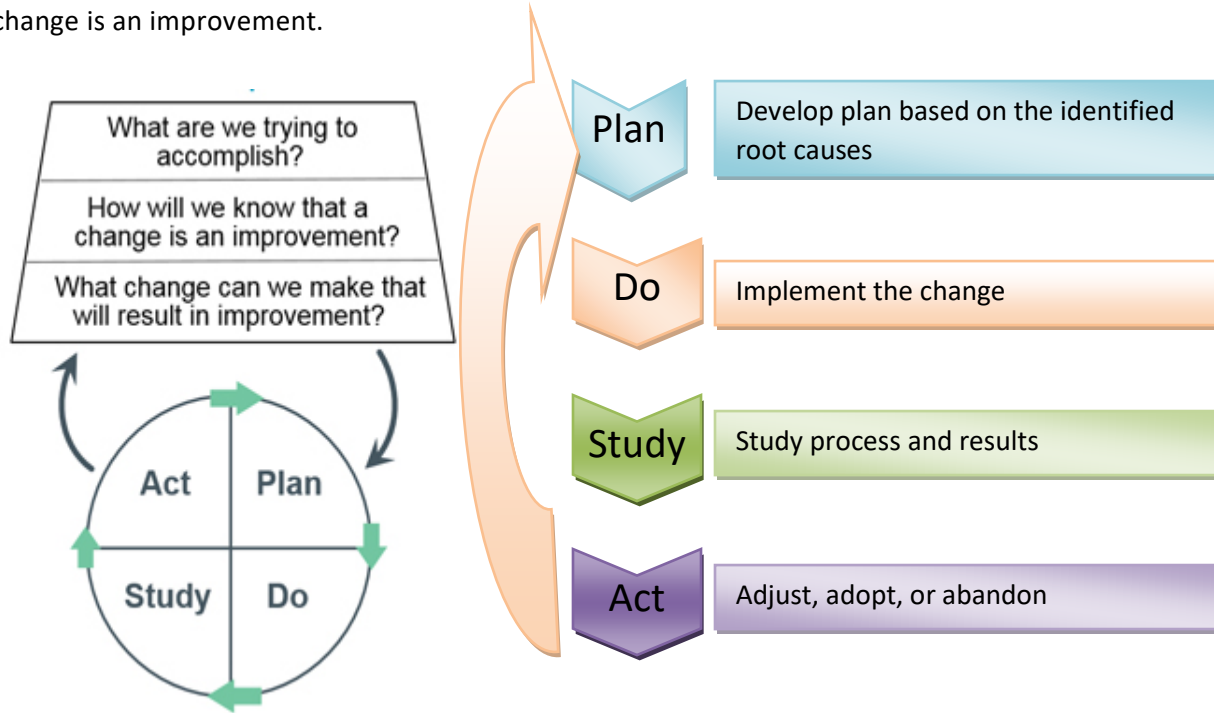 change is an improvement.
What are we trying to
accomplish?
How will we know that a
change is an improvement?
What change can we make that
will result in improvement?
Act
Plan
Study
Do
Plan
Develop plan based on the identified
root causes
Do
Implement the change
Study
Study process and results
Act
Adjust, adopt, or abandon